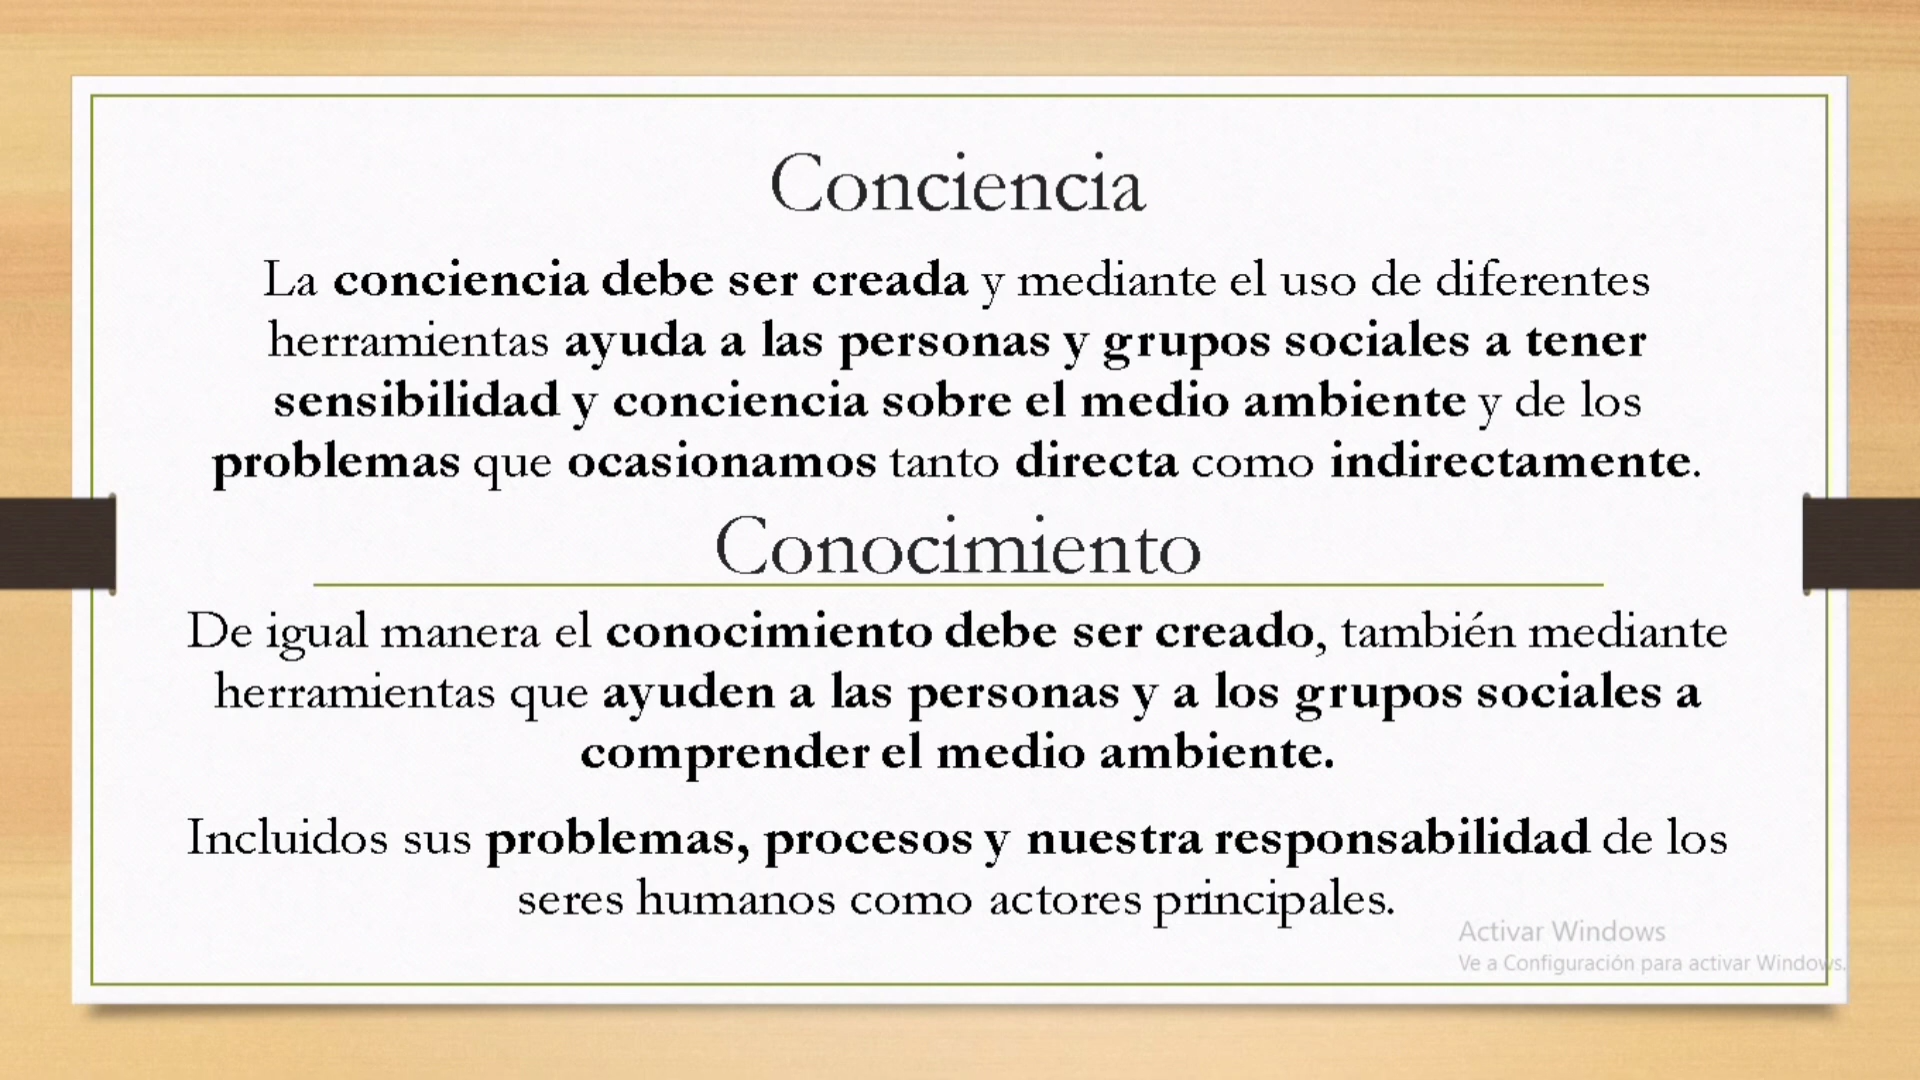 Conciencia
La conciencia debe ser creada y mediante el uso de diferentes
herramientas ayuda a las personas y grupos sociales a tener
sensibilidad y conciencia sobre el medio ambiente y de los
problemas que ocasionamos tanto directa como indirectamente.
Conocimiento
De igual manera el conocimiento debe ser creado, también mediante
herramientas que ayuden a las personas y a los grupos sociales a
comprender el medio ambiente.
Incluidos sus problemas, procesos y nuestra responsabilidad de los
seres humanos como actores principales.
Activar Windows
Ve a Configuración para activar Windows.